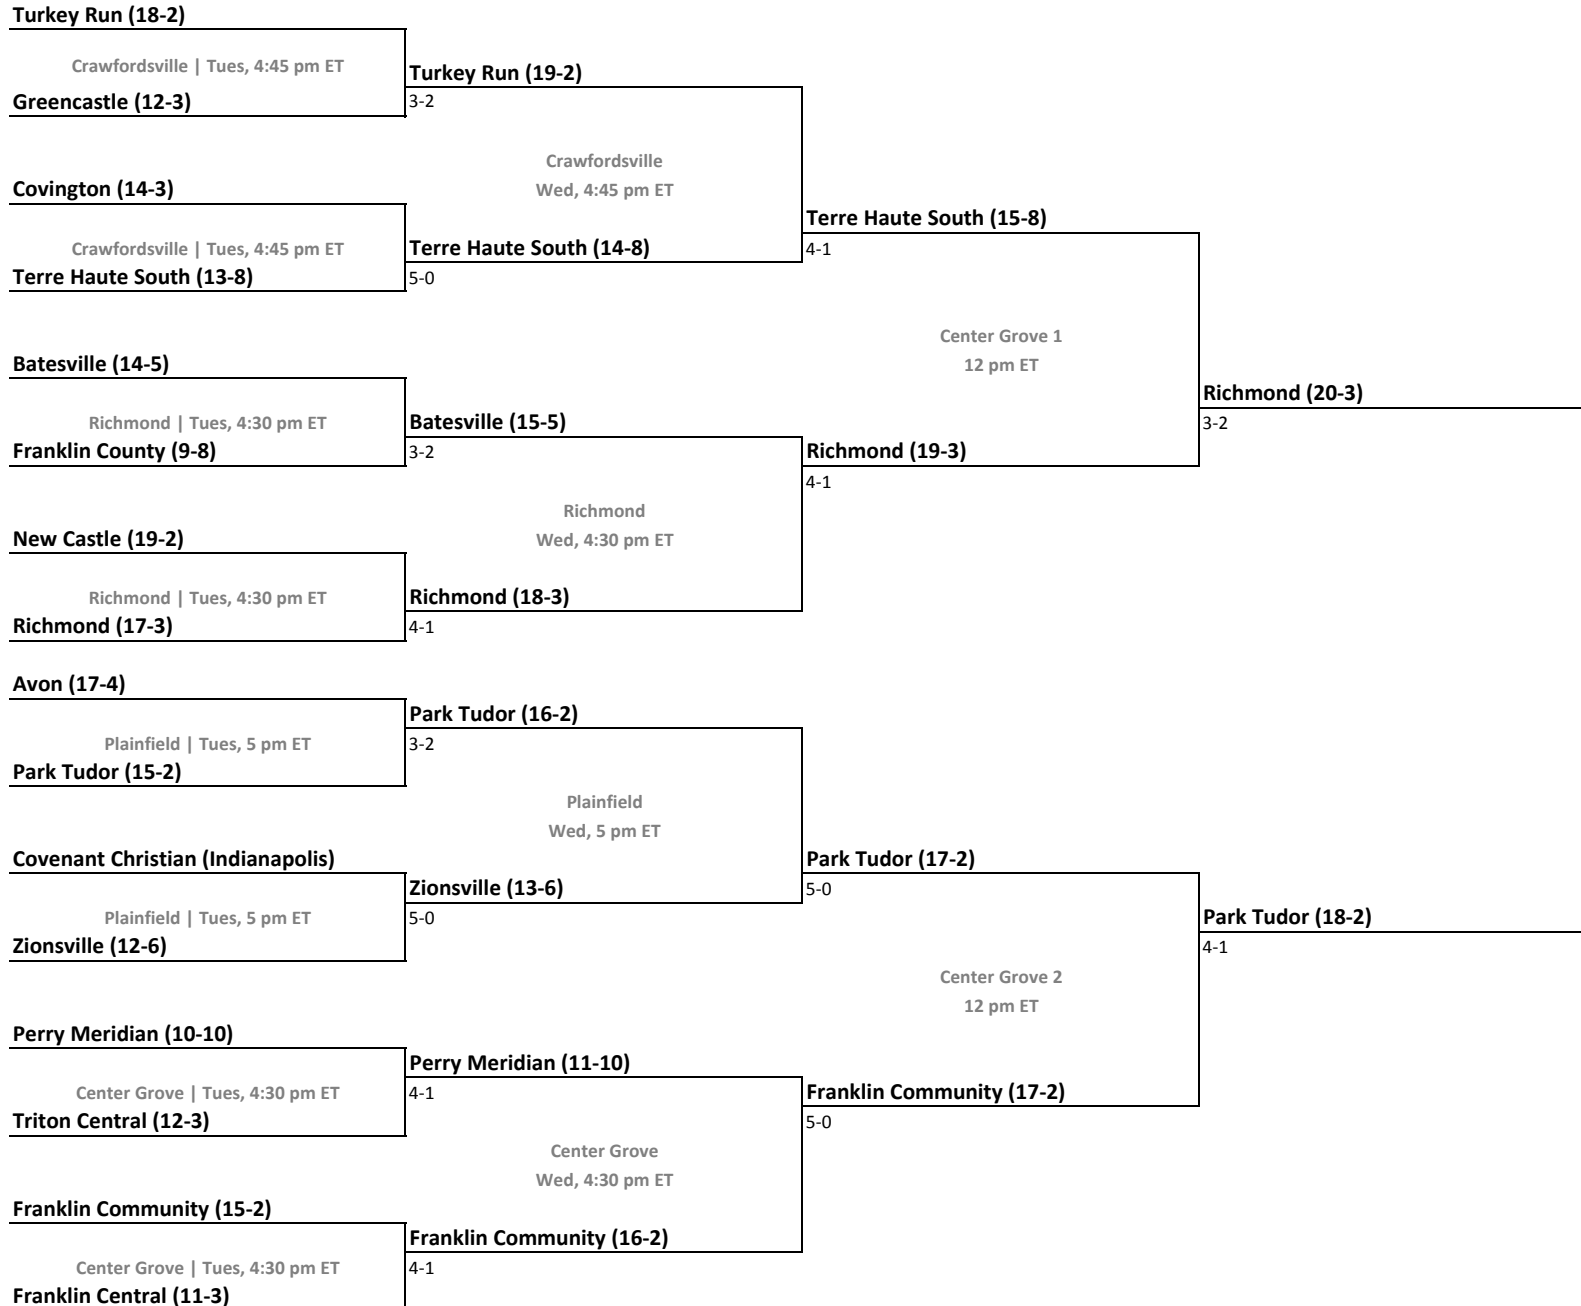 Turkey Run (18-2)
Crawfordsville | Tues, 4:45 pm ET
Turkey Run (19-2)
Greencastle (12-3)
3-2
Crawfordsville
Covington (14-3)
Wed, 4:45 pm ET
Terre Haute South (15-8)
Crawfordsville | Tues, 4:45 pm ET
Terre Haute South (14-8)
4-1
Terre Haute South (13-8)
5-0
Center Grove 1
Batesville (14-5)
12 pm ET
Richmond (20-3)
Richmond | Tues, 4:30 pm ET
Batesville (15-5)
3-2
Franklin County (9-8)
3-2
Richmond (19-3)
4-1
Richmond
New Castle (19-2)
Wed, 4:30 pm ET
Richmond | Tues, 4:30 pm ET
Richmond (18-3)
Richmond (17-3)
4-1
Avon (17-4)
Park Tudor (16-2)
Plainfield | Tues, 5 pm ET
3-2
Park Tudor (15-2)
Plainfield
Wed, 5 pm ET
Covenant Christian (Indianapolis)
Park Tudor (17-2)
Zionsville (13-6)
5-0
Plainfield | Tues, 5 pm ET
5-0
Park Tudor (18-2)
Zionsville (12-6)
4-1
Center Grove 2
12 pm ET
Perry Meridian (10-10)
Perry Meridian (11-10)
Center Grove | Tues, 4:30 pm ET
4-1
Franklin Community (17-2)
Triton Central (12-3)
5-0
Center Grove
Wed, 4:30 pm ET
Franklin Community (15-2)
Franklin Community (16-2)
Center Grove | Tues, 4:30 pm ET
4-1
Franklin Central (11-3)